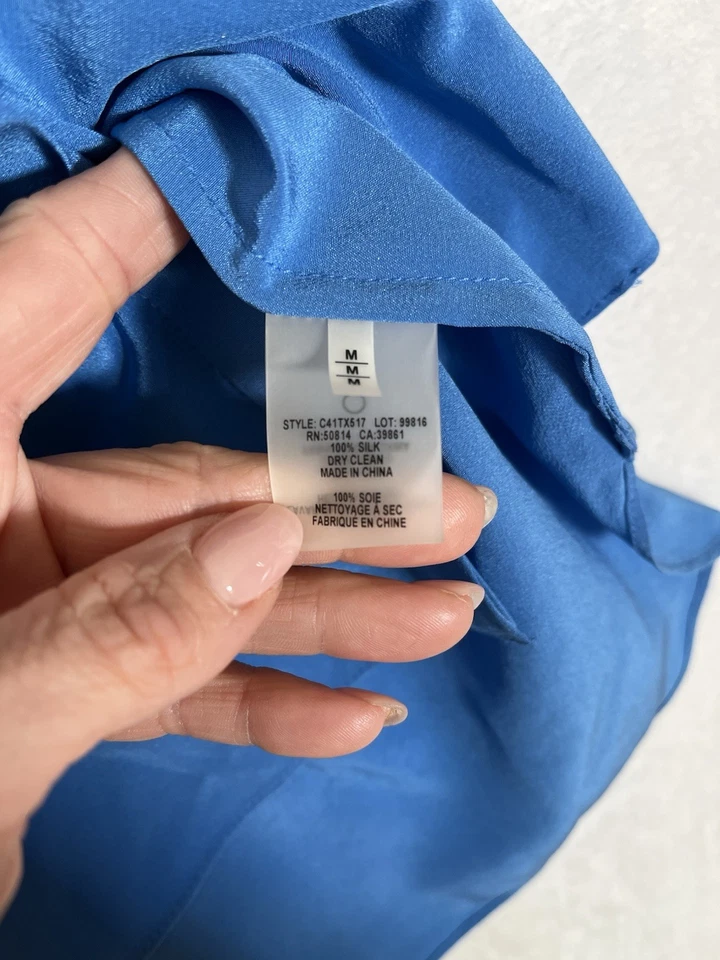 M
M
M
STYLE: C41TX517 LOT: 99816
RN:50814 CA:39861
100% SILK
DRY CLEAN
MADE IN CHINA
100% SOIE
NETTOYAGE À SEC
FABRIQUE EN CHINE